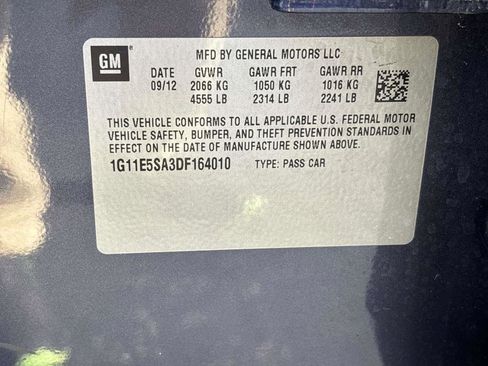 GM MFD BY GENERAL MOTORS LLC
DATE GVWR GAWR FRT GAWR RR
09/12 2066 KG 1050 KG 1016 KG
4555 LB 2314 LB 2241 LB
THIS VEHICLE CONFORMS TO ALL APPLICABLE U.S. FEDERAL MOTOR
VEHICLE SAFETY, BUMPER, AND THEFT PREVENTION STANDARDS IN
EFFECT ON THE DATE OF MANUFACTURE SHOWN ABOVE.
1G11E5SA3DF164010 TYPE: PASS CAR